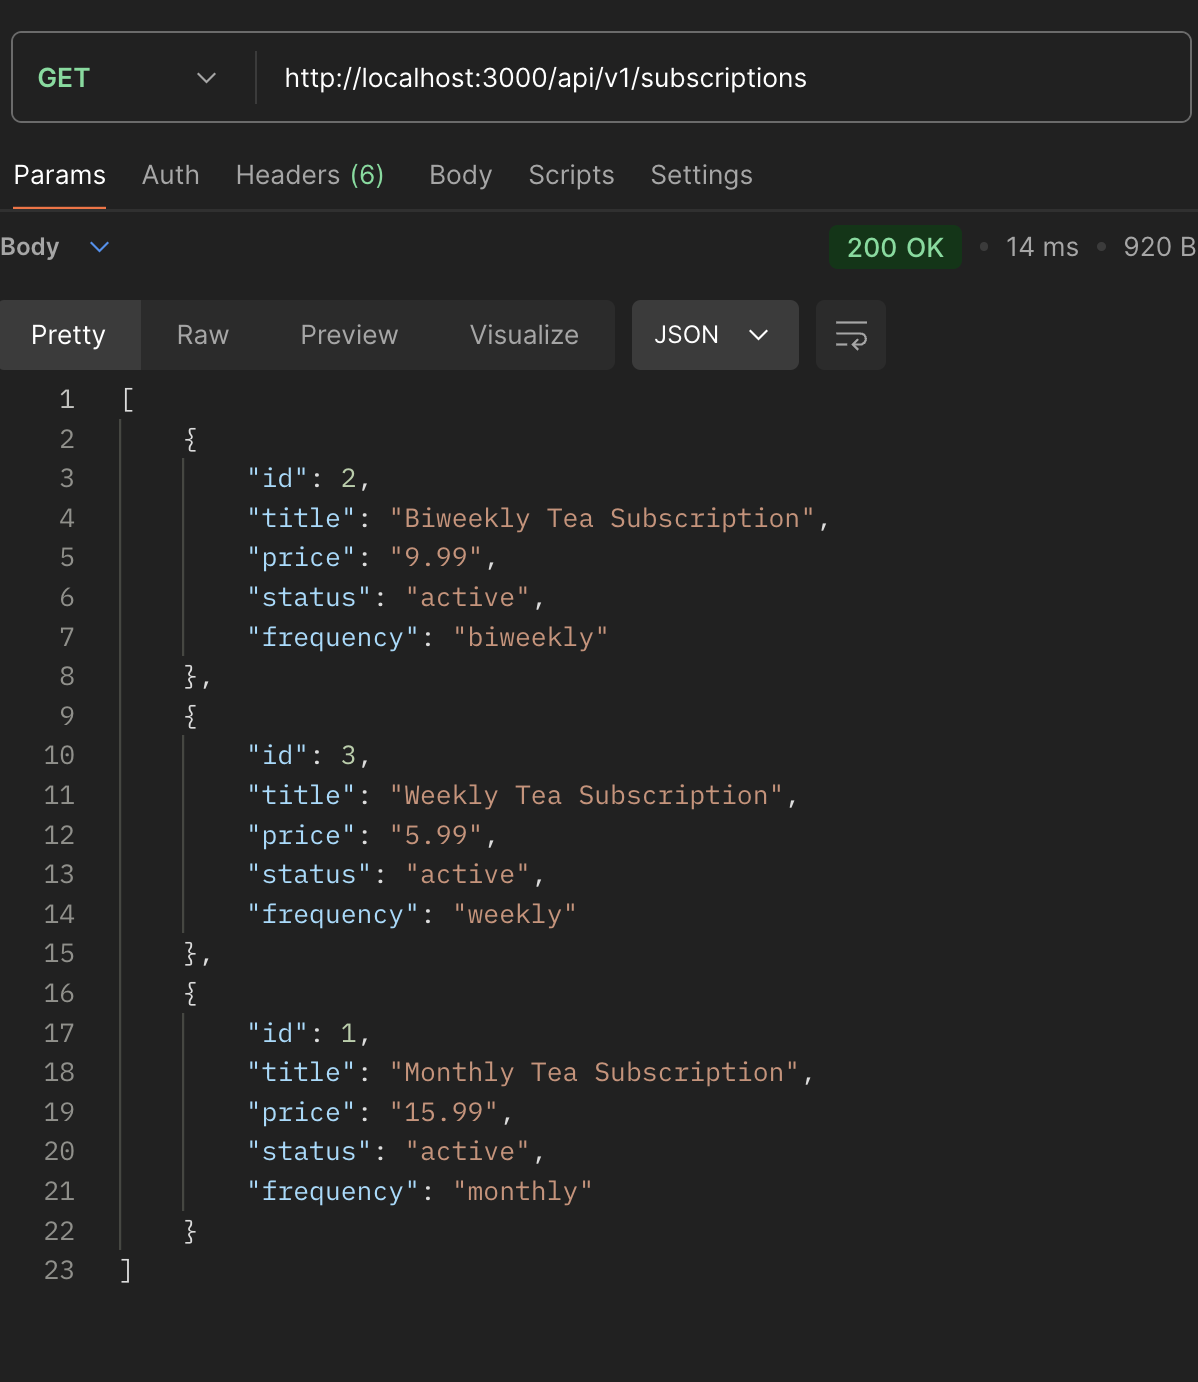 GET http://localhost:3000/api/v1/subscriptions
Params Auth Headers (6) Body Scripts Settings
Body 200 OK • 14 ms • 920 B
Pretty Raw Preview Visualize JSON
1 [
2 {
3 "id": 2,
4 "title": "Biweekly Tea Subscription",
5 "price": "9.99",
6 "status": "active",
7 "frequency": "biweekly"
8 },
9 {
10 "id": 3,
11 "title": "Weekly Tea Subscription",
12 "price": "5.99",
13 "status": "active",
14 "frequency": "weekly"
15 },
16 {
17 "id": 1,
18 "title": "Monthly Tea Subscription",
19 "price": "15.99",
20 "status": "active",
21 "frequency": "monthly"
22 }
23 ]